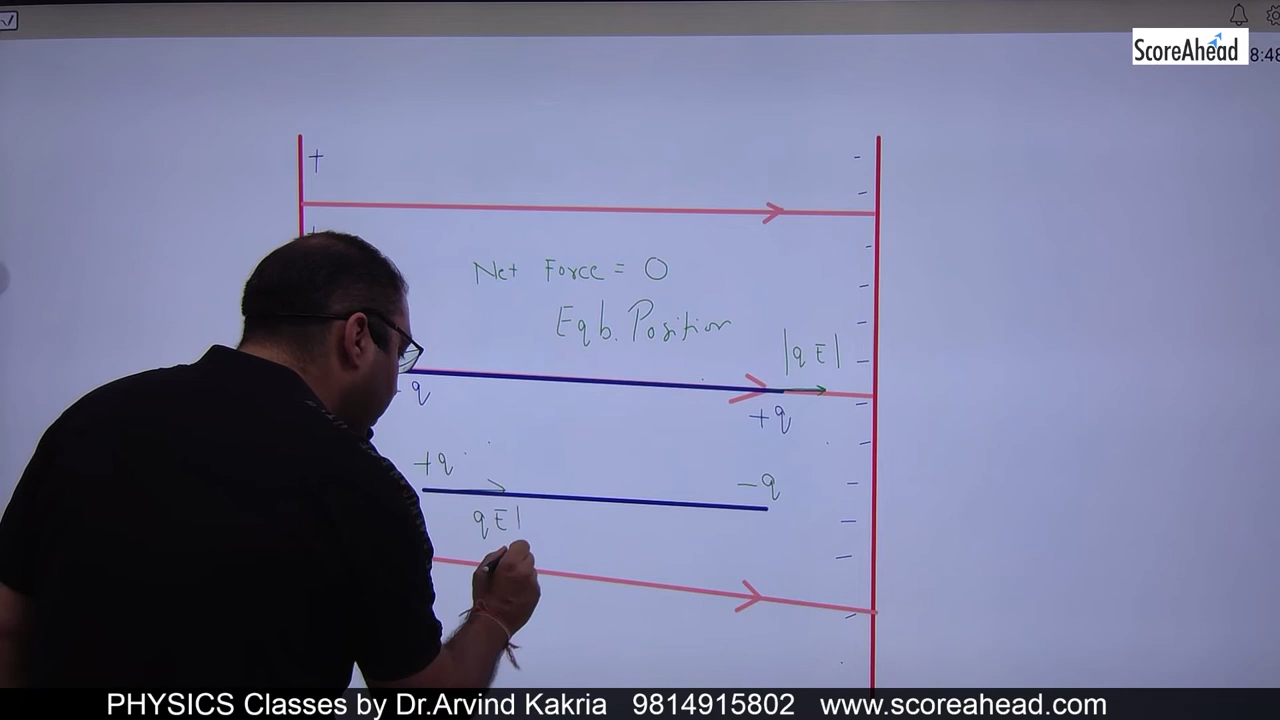 ScoreAhead
8:48
+
Net Force = 0
Eqb. Position
|qE|
-q
+q
+q
-q
qE|
PHYSICS Classes by Dr.Arvind Kakria 9814915802 www.scoreahead.com